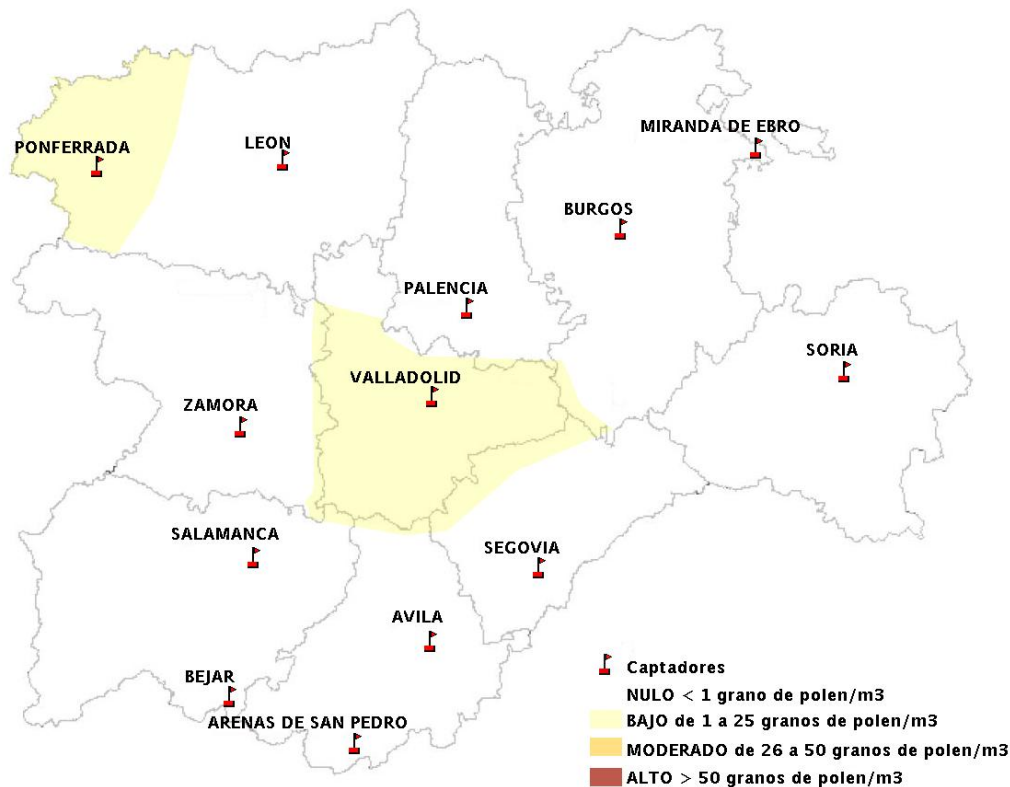 MIRANDA DE EBRO
PONFERRADA
LEON
BURGOS
PALENCIA
SORIA
VALLADOLID
ZAMORA
SALAMANCA
SEGOVIA
AVILA
BEJAR
ARENAS DE SAN PEDRO
Captadores
NULO < 1 grano de polen/m3
BAJO de 1 a 25 granos de polen/m3
MODERADO de 26 a 50 granos de polen/m3
ALTO > 50 granos de polen/m3